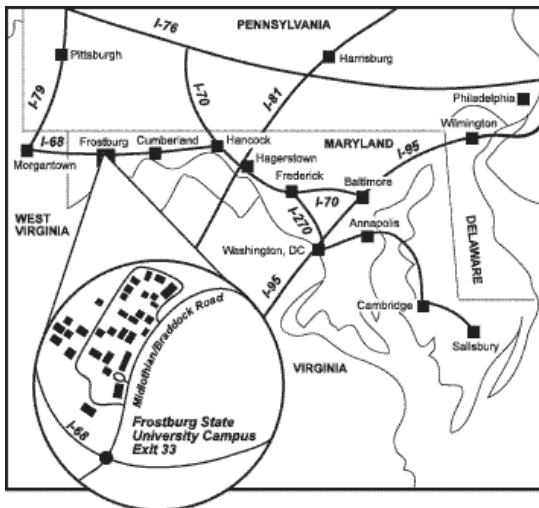 I-76
PENNSYLVANIA
Pittsburgh
Harrisburg
I-79
I-70
I-81
Philadelphia
Wilmington
I-68
Frostburg
Cumberland
Hancock
MARYLAND
I-95
Morgantown
Hagerstown
Frederick
Baltimore
I-70
WEST
VIRGINIA
I-270
Annapolis
DELAWARE
Washington, DC
I-95
Cambridge
Salisbury
Midlothian/Braddock Road
VIRGINIA
I-68
Frostburg State
University Campus
Exit 33